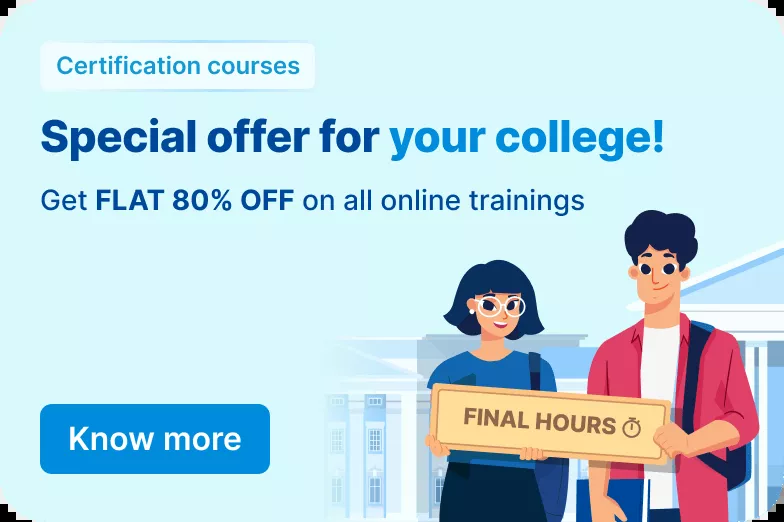 Certification courses
Special offer for your college!
Get FLAT 80% OFF on all online trainings
FINAL HOURS
Know more